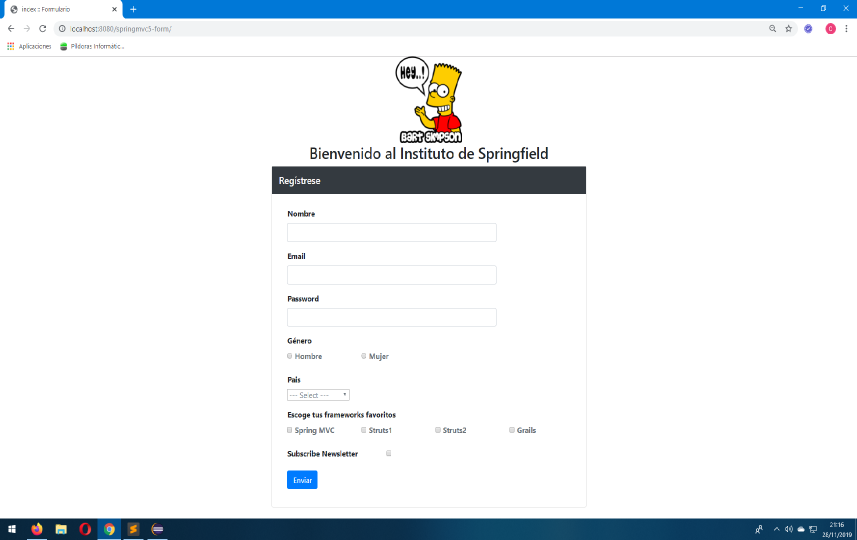 index : Formulario
localhost:8080/springmvc5-form/
C
Aplicaciones Píldoras Informátic...
Hey..!
BART SIMPSON
Bienvenido al Instituto de Springfield
Regístrese
Nombre
Email
Password
Género
Hombre Mujer
Pais
--- Select ---
Escoge tus frameworks favoritos
Spring MVC Struts1 Struts2 Grails
Subscribe Newsletter
Enviar
21:16
28/11/2019